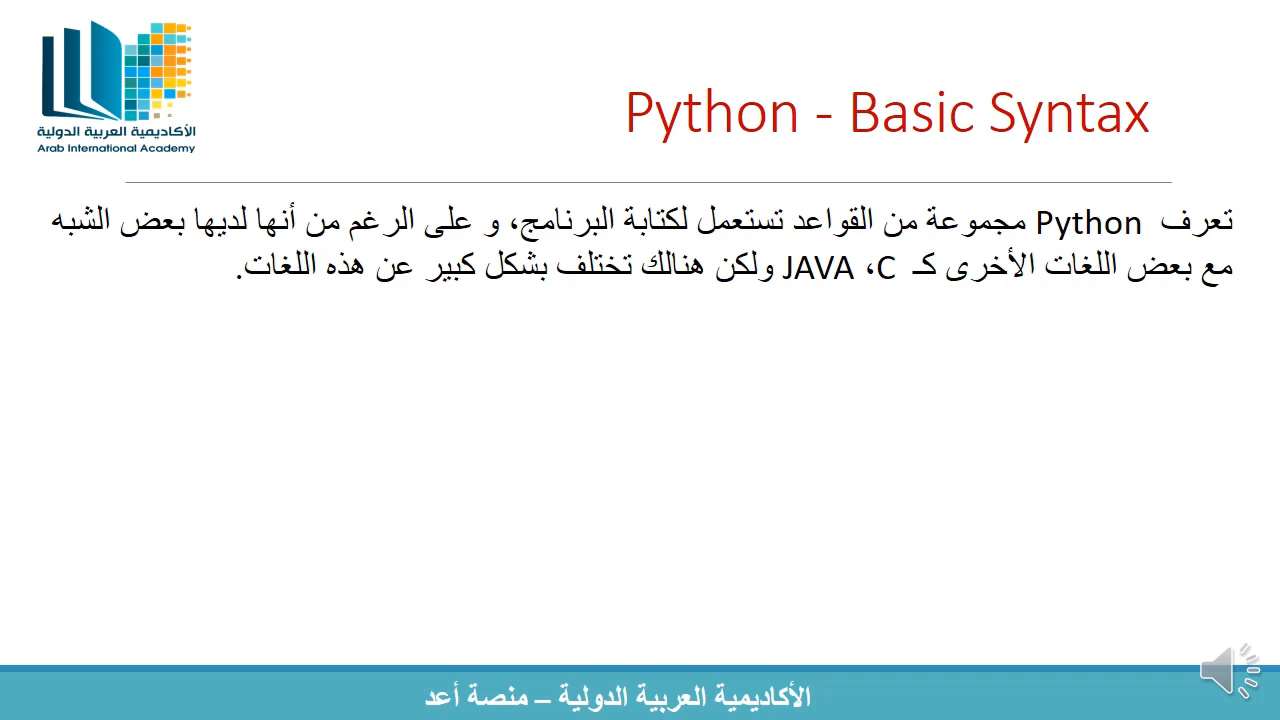 الأكاديمية العربية الدولية
Arab International Academy
Python - Basic Syntax
تعرف Python مجموعة من القواعد تستعمل لكتابة البرنامج، و على الرغم من أنها لديها بعض الشبه
مع بعض اللغات الأخرى كـ C، JAVA ولكن هنالك تختلف بشكل كبير عن هذه اللغات.
الأكاديمية العربية الدولية – منصة أعد